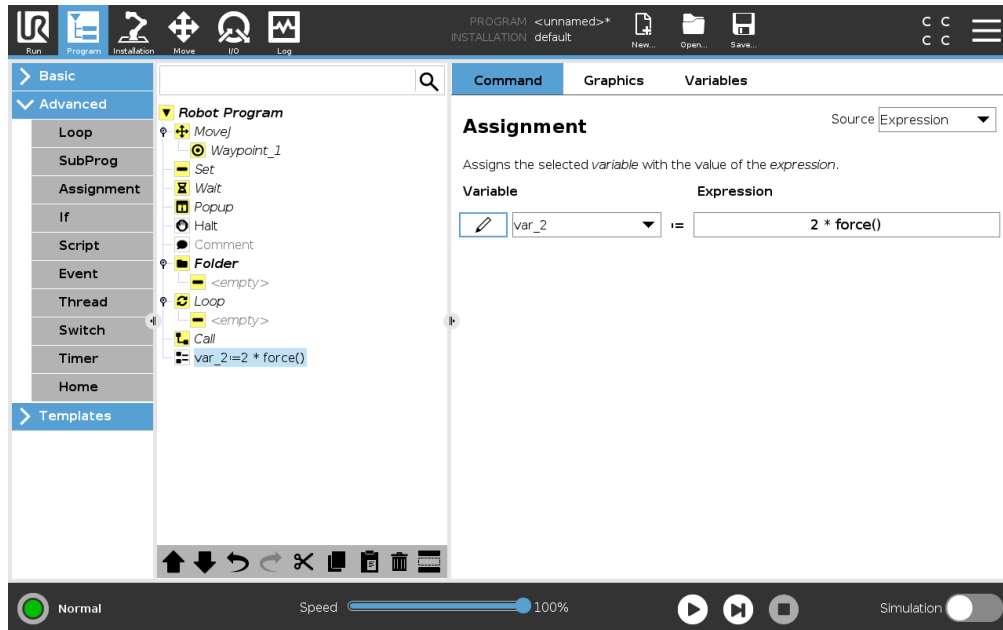 PROGRAM <unnamed>*
INSTALLATION default
UR
Run
Program
Installation
Move
I/O
Log
New...
Open...
Save...
C C
C C
Basic
Advanced
Loop
SubProg
Assignment
If
Script
Event
Thread
Switch
Timer
Home
Templates
Robot Program
MoveJ
Waypoint_1
Set
Wait
Popup
Halt
Comment
Folder
<empty>
Loop
<empty>
Call
var_2:=2 * force()
Command Graphics Variables
Assignment
Source Expression
Assigns the selected variable with the value of the expression.
Variable Expression
var_2 := 2 * force()
Normal
Speed 100%
Simulation